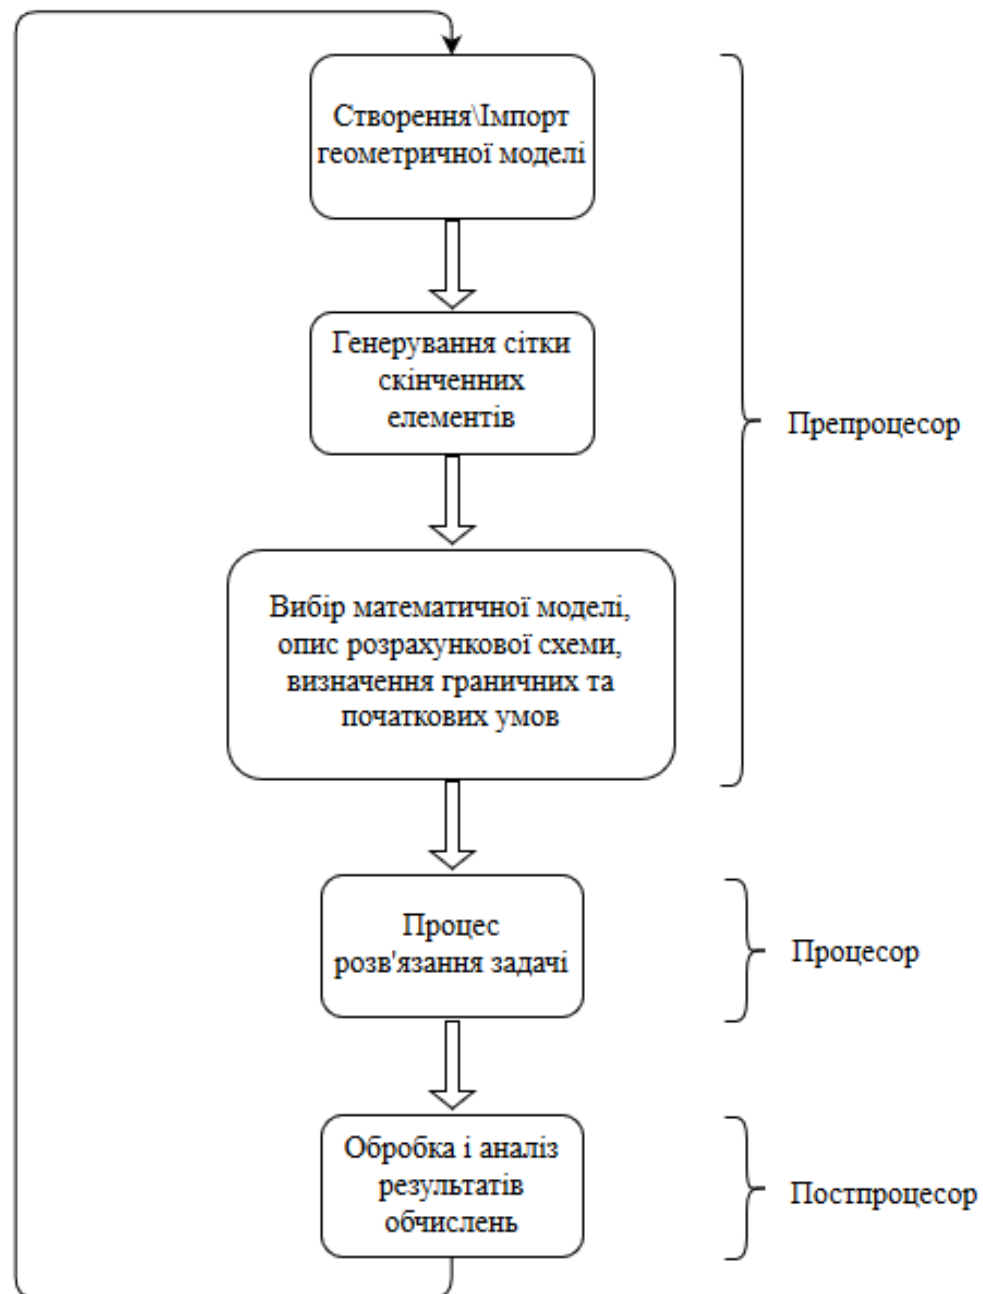 Створення\Імпорт
геометричної моделі
Генерування сітки
скінченних
елементів
Препроцесор
Вибір математичної моделі,
опис розрахункової схеми,
визначення граничних та
початкових умов
Процес
розв'язання задачі
Процесор
Обробка і аналіз
результатів
обчислень
Постпроцесор